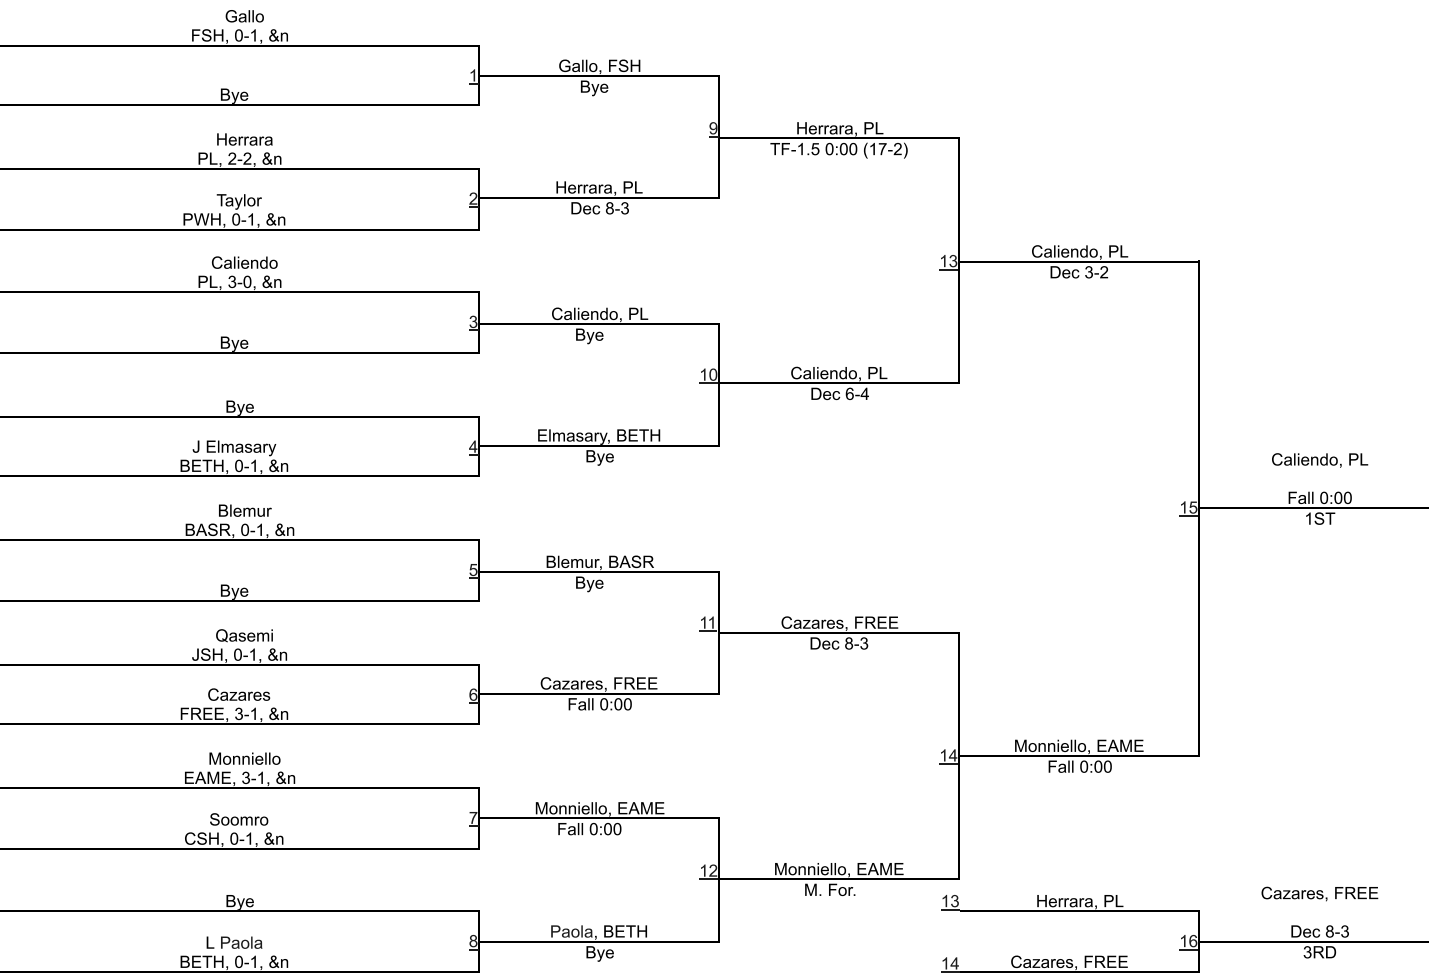 Gallo
FSH, 0-1, &n
1
Bye
Herrara
PL, 2-2, &n
2
Taylor
PWH, 0-1, &n
Caliendo
PL, 3-0, &n
3
Bye
Bye
4
J Elmasary
BETH, 0-1, &n
Blemur
BASR, 0-1, &n
5
Bye
Qasemi
JSH, 0-1, &n
6
Cazares
FREE, 3-1, &n
Monniello
EAME, 3-1, &n
7
Soomro
CSH, 0-1, &n
Bye
8
L Paola
BETH, 0-1, &n
Gallo, FSH
Bye
9
Herrara, PL
Dec 8-3
Caliendo, PL
Bye
10
Elmasary, BETH
Bye
Blemur, BASR
Bye
11
Cazares, FREE
Fall 0:00
Monniello, EAME
Fall 0:00
12
Paola, BETH
Bye
Herrara, PL
TF-1.5 0:00 (17-2)
13
Caliendo, PL
Dec 6-4
Cazares, FREE
Dec 8-3
14
Monniello, EAME
M. For.
Caliendo, PL
Dec 3-2
15
Monniello, EAME
Fall 0:00
Caliendo, PL
Fall 0:00
1ST
13
Herrara, PL
16
14
Cazares, FREE
Cazares, FREE
Dec 8-3
3RD